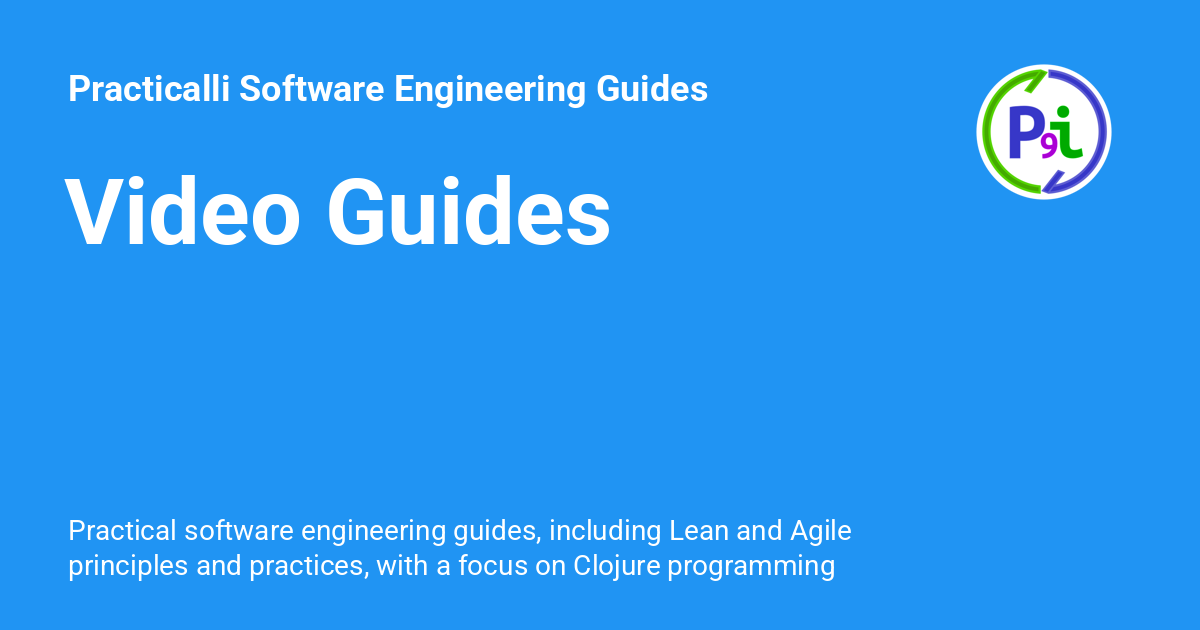 Practicalli Software Engineering Guides
P9i
Video Guides
Practical software engineering guides, including Lean and Agile
principles and practices, with a focus on Clojure programming